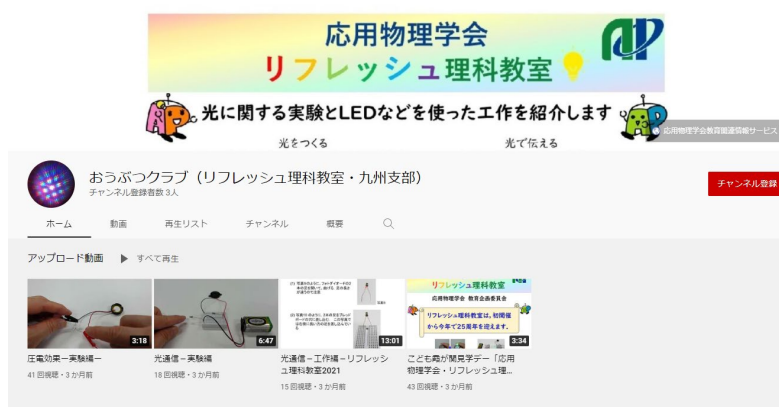 応用物理学会
リフレッシュ理科教室
光に関する実験とLEDなどを使った工作を紹介します
光をつくる
光で伝える
応用物理学会教育関連情報サービス
おうぶつクラブ（リフレッシュ理科教室・九州支部）
チャンネル登録者数 3人
チャンネル登録
ホーム
動画
再生リスト
チャンネル
概要
アップロード動画
すべて再生
3:18
6:47
13:01
リフレッシュ理科教室
応用物理学会 教育企画委員会
リフレッシュ理科教室は、初開催
から今年で25周年を迎えます。
3:34
圧電効果ー実験編ー
41 回視聴・3 か月前
光通信－実験編
18 回視聴・3 か月前
光通信－工作編－リフレッシ
ュ理科教室2021
15 回視聴・3 か月前
こども霞が関見学デー「応用
物理学会・リフレッシュ理...
43 回視聴・3 か月前